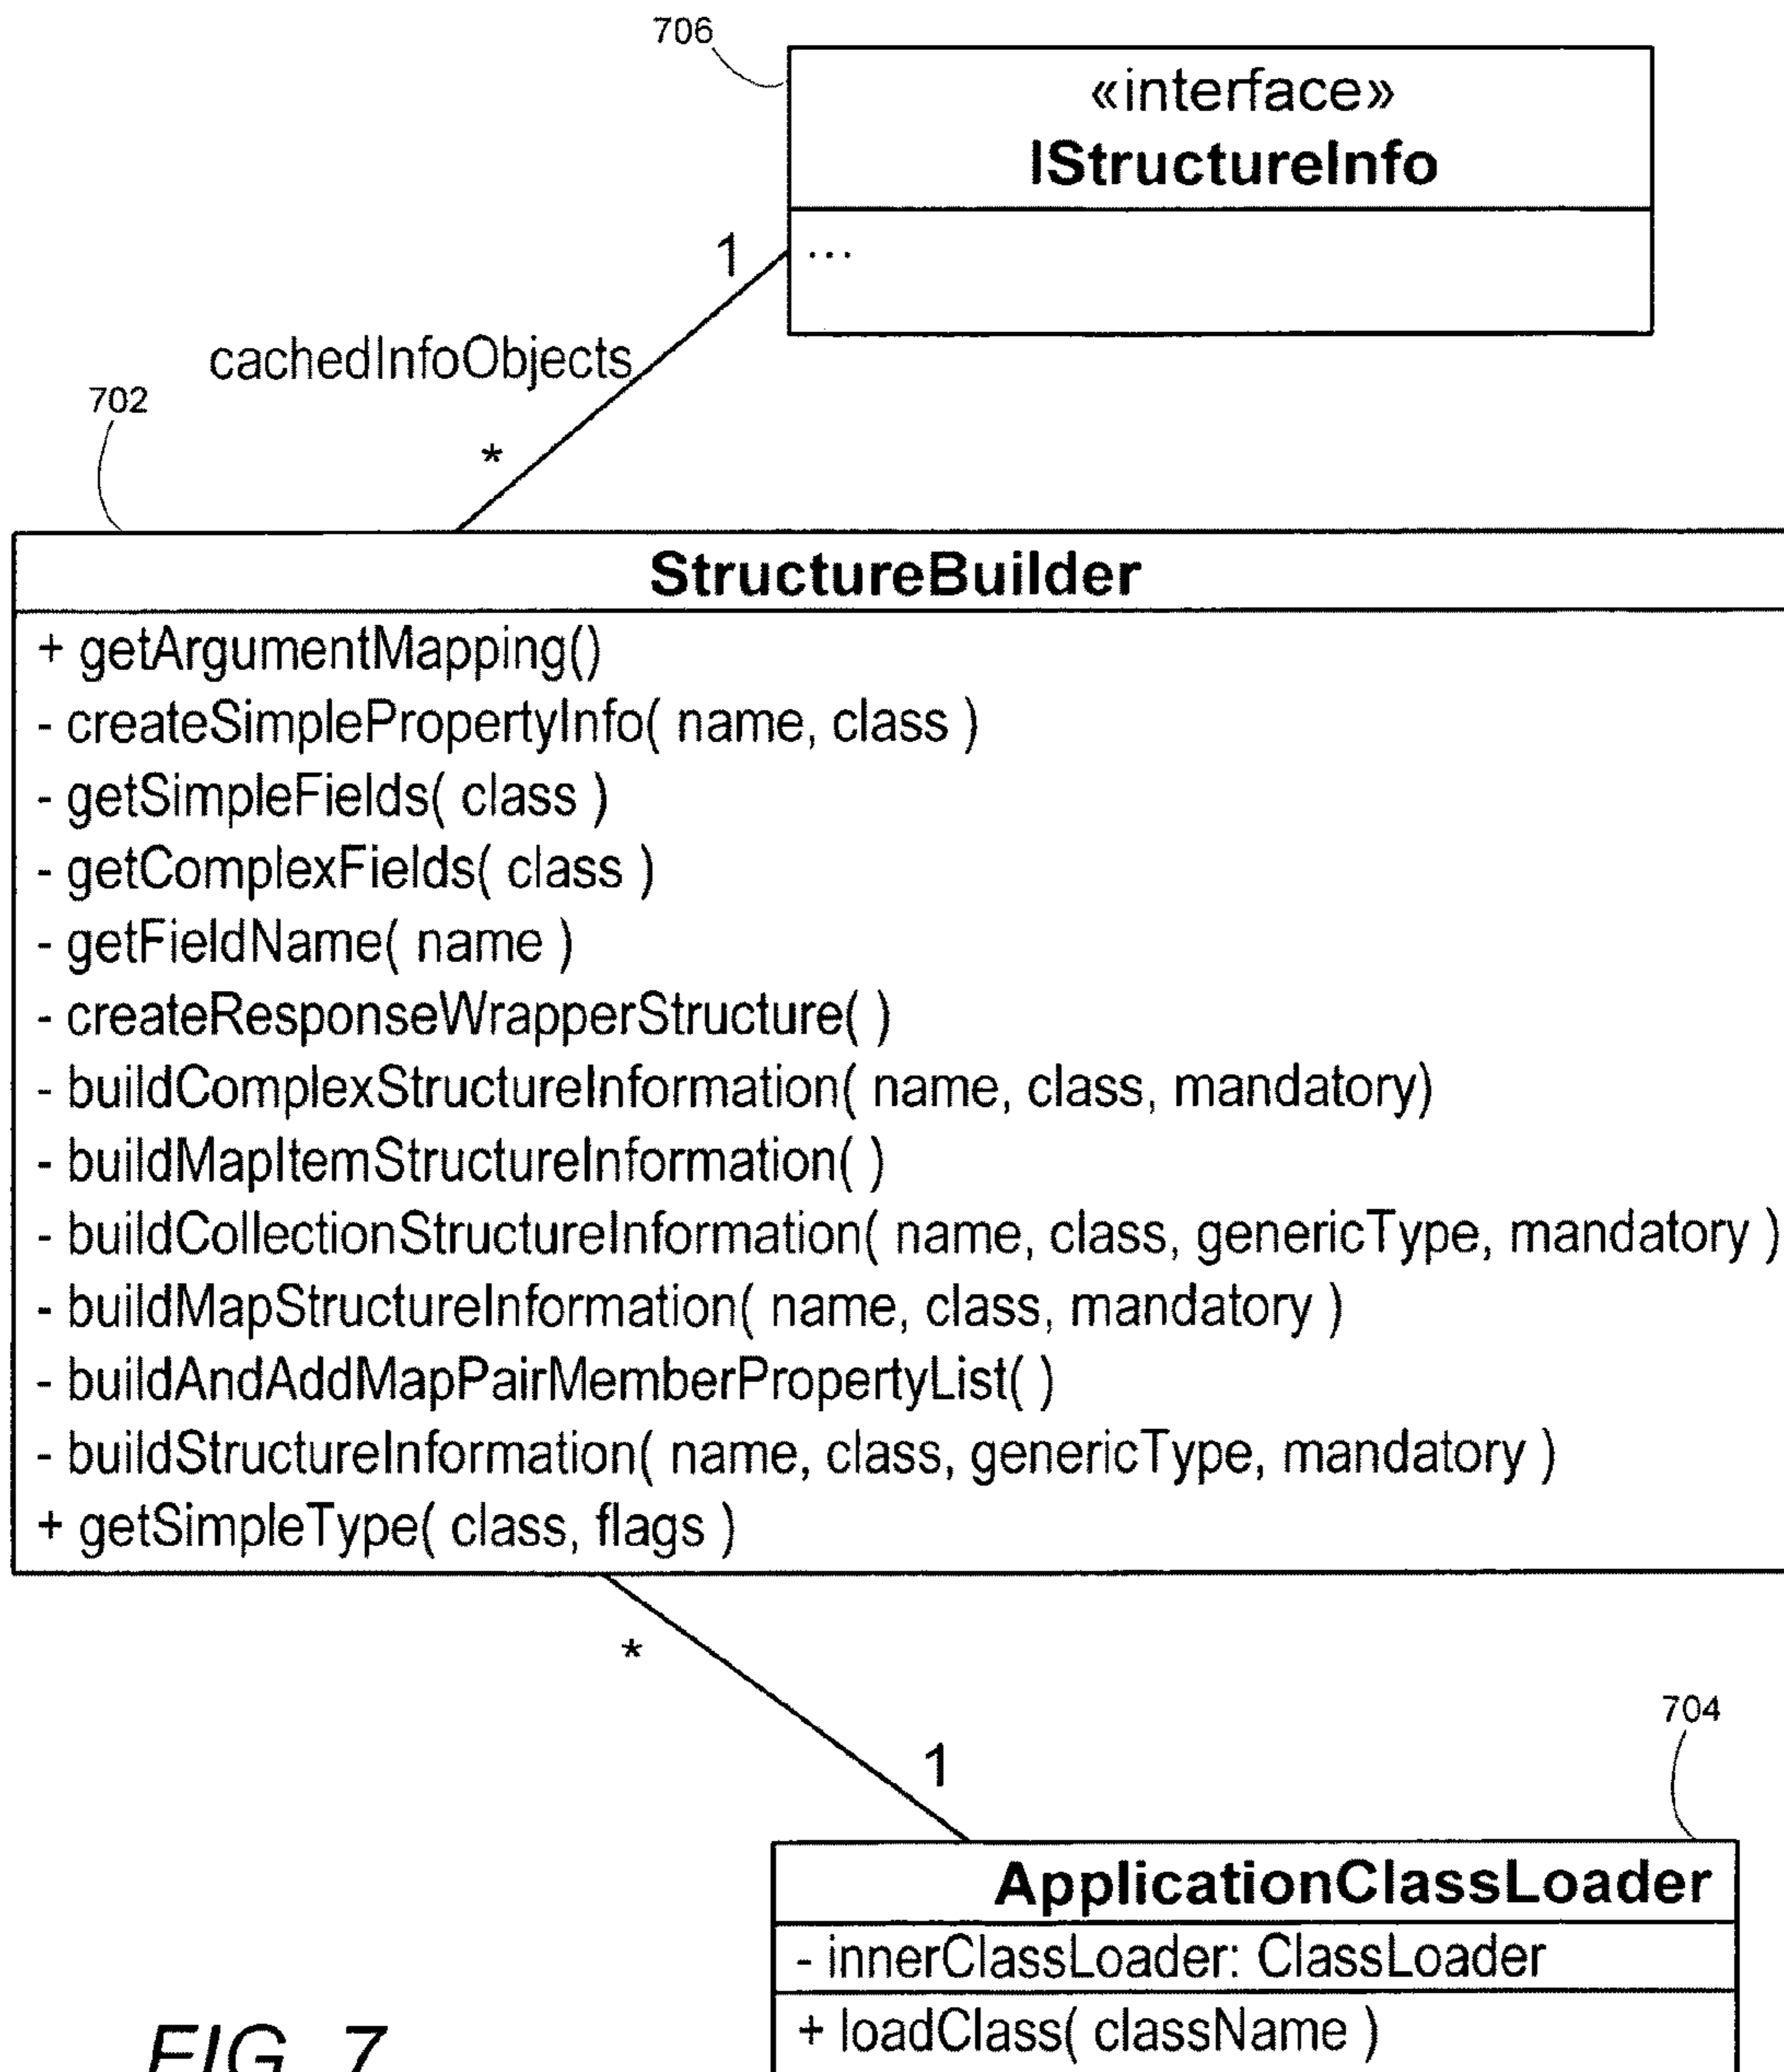 706
«interface»
IStructureInfo
1
...
cachedInfoObjects
702
*
StructureBuilder
+ getArgumentMapping()
- createSimplePropertyInfo( name, class )
- getSimpleFields( class )
- getComplexFields( class )
- getFieldName( name )
- createResponseWrapperStructure( )
- buildComplexStructureInformation( name, class, mandatory)
- buildMapItemStructureInformation( )
- buildCollectionStructureInformation( name, class, genericType, mandatory )
- buildMapStructureInformation( name, class, mandatory )
- buildAndAddMapPairMemberPropertyList( )
- buildStructureInformation( name, class, genericType, mandatory )
+ getSimpleType( class, flags )
*
704
1
ApplicationClassLoader
- innerClassLoader: ClassLoader
+ loadClass( className )
FIG. 7